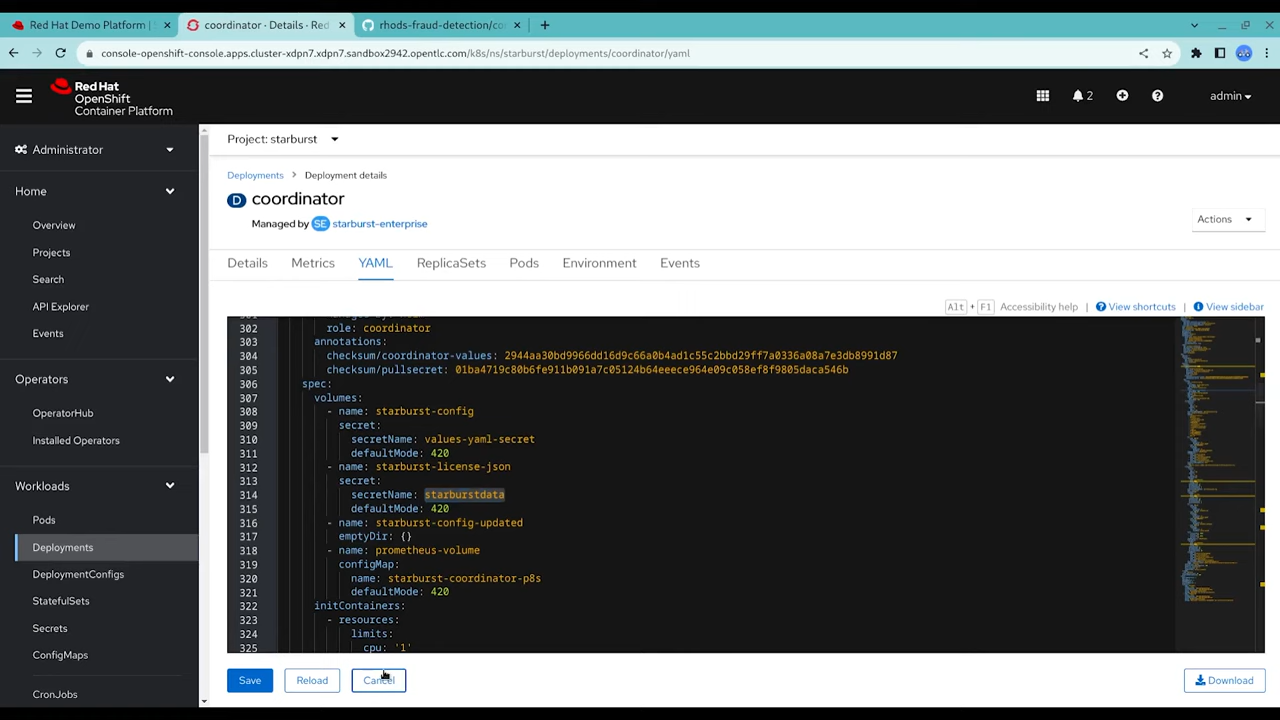 Red Hat Demo Platform |
coordinator · Details · Red
rhods-fraud-detection/co
console-openshift-console.apps.cluster-xdpn7.xdpn7.sandbox2942.opentlc.com/k8s/ns/starburst/deployments/coordinator/yaml
Red Hat
OpenShift
Container Platform
2
admin
Administrator
Home
Overview
Projects
Search
API Explorer
Events
Operators
OperatorHub
Installed Operators
Workloads
Pods
Deployments
DeploymentConfigs
StatefulSets
Secrets
ConfigMaps
CronJobs
Project: starburst
Deployments > Deployment details
D coordinator
Managed by SE starburst-enterprise
Actions
Details Metrics YAML ReplicaSets Pods Environment Events
Alt + F1 Accessibility help | View shortcuts | View sidebar
302 role: coordinator
303 annotations:
304 checksum/coordinator-values: 2944aa30bd9966dd16d9c66a0b4ad1c55c2bbd29ff7a0336a08a7e3db8991d87
305 checksum/pullsecret: 01ba4719c80b6fe911b091a7c05124b64eeece964e09c058ef8f9805daca546b
306 spec:
307 volumes:
308 - name: starburst-config
309 secret:
310 secretName: values-yaml-secret
311 defaultMode: 420
312 - name: starburst-license-json
313 secret:
314 secretName: starburstdata
315 defaultMode: 420
316 - name: starburst-config-updated
317 emptyDir: {}
318 - name: prometheus-volume
319 configMap:
320 name: starburst-coordinator-p8s
321 defaultMode: 420
322 initContainers:
323 - resources:
324 limits:
325 cpu: '1'
Save Reload Cancel Download